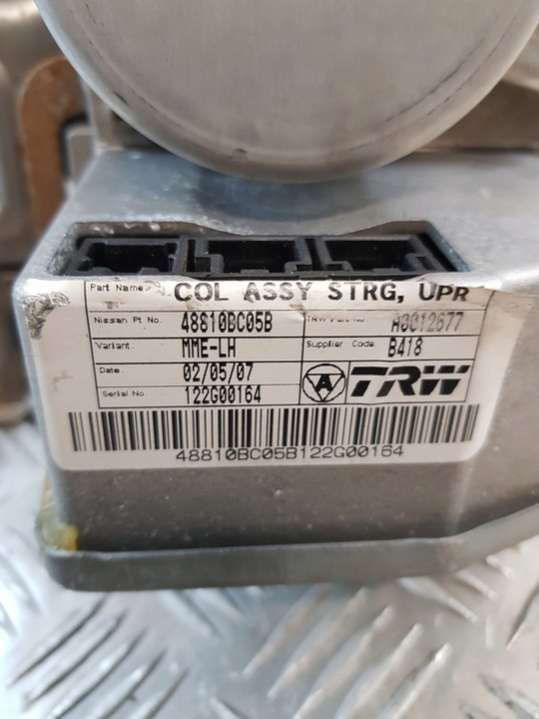 Part Name COL ASSY STRG, UPR
Nissan Pt No. 48810BC05B
Variant. MME-LH Supplier Code B418
Date. 02/05/07 TRW
Serial No. 122G00164
48810BC05B122G00164